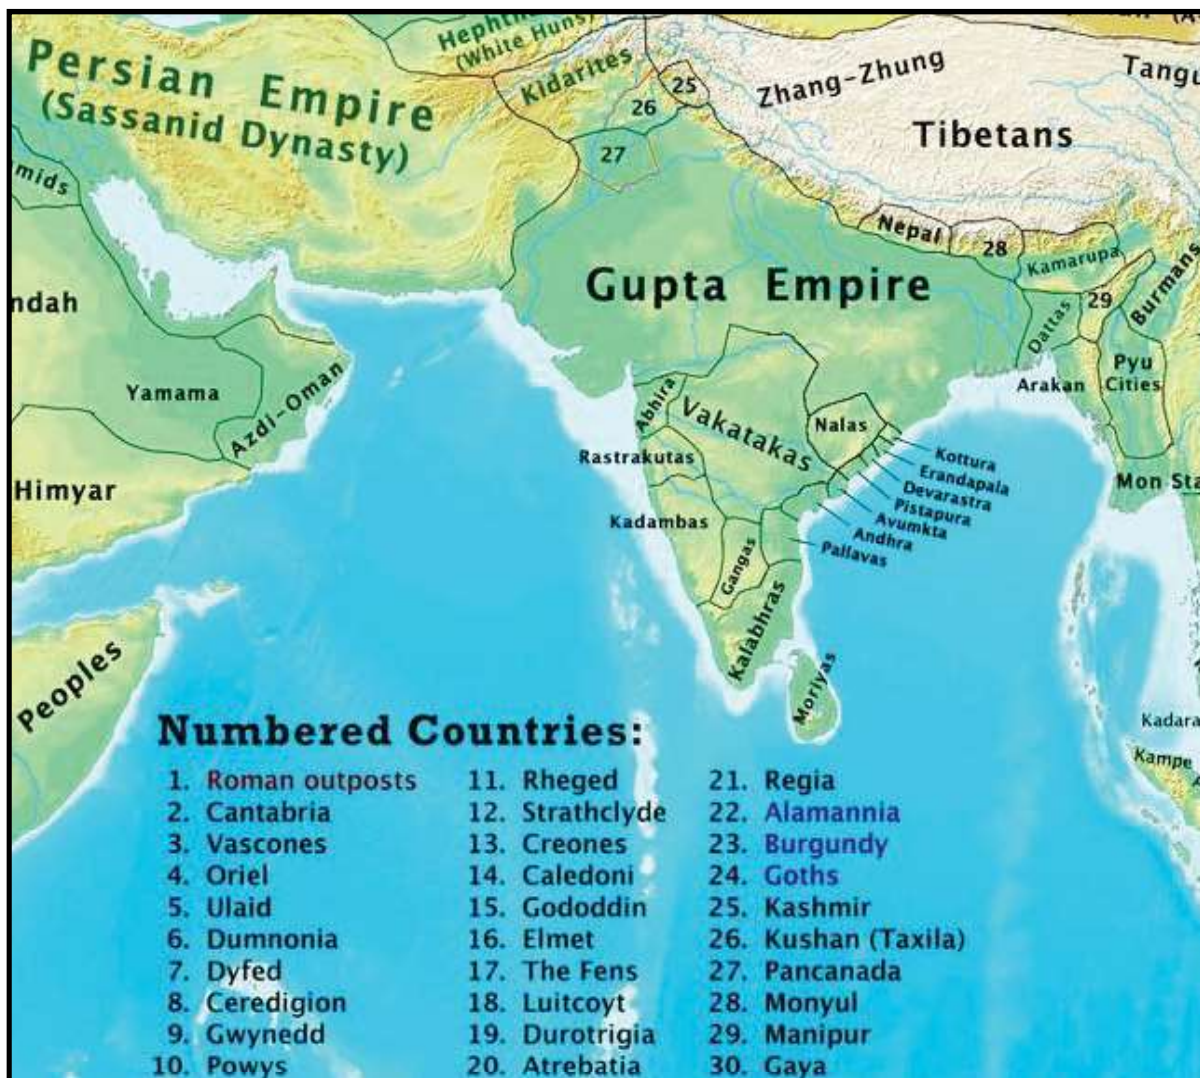 Hephth
(White Huns)
Persian Empire
(Sassanid Dynasty)
Kidarites
25
26
27
Zhang-Zhung
Tangu
Tibetans
mids
Nepal
28
Kamarupa
Burmans
ndah
Gupta Empire
Dattas
29
Yamama
Azdi-Oman
Abhira
Vakatakas
Nalas
Arakan
Pyu
Cities
Rastrakutas
Kottura
Erandapala
Devarastra
Pistapura
Avumkta
Andhra
Pallavas
Himyar
Mon Sta
Kadambas
Gangas
Kalabhras
Moriyas
Peoples
Kadara
Kampe
Numbered Countries:
1. Roman outposts
2. Cantabria
3. Vascones
4. Oriel
5. Ulaid
6. Dumnonia
7. Dyfed
8. Ceredigion
9. Gwynedd
10. Powys
11. Rheged
12. Strathclyde
13. Creones
14. Caledoni
15. Gododdin
16. Elmet
17. The Fens
18. Luitcoyt
19. Durotrigia
20. Atrebatia
21. Regia
22. Alamannia
23. Burgundy
24. Goths
25. Kashmir
26. Kushan (Taxila)
27. Pancanada
28. Monyul
29. Manipur
30. Gaya